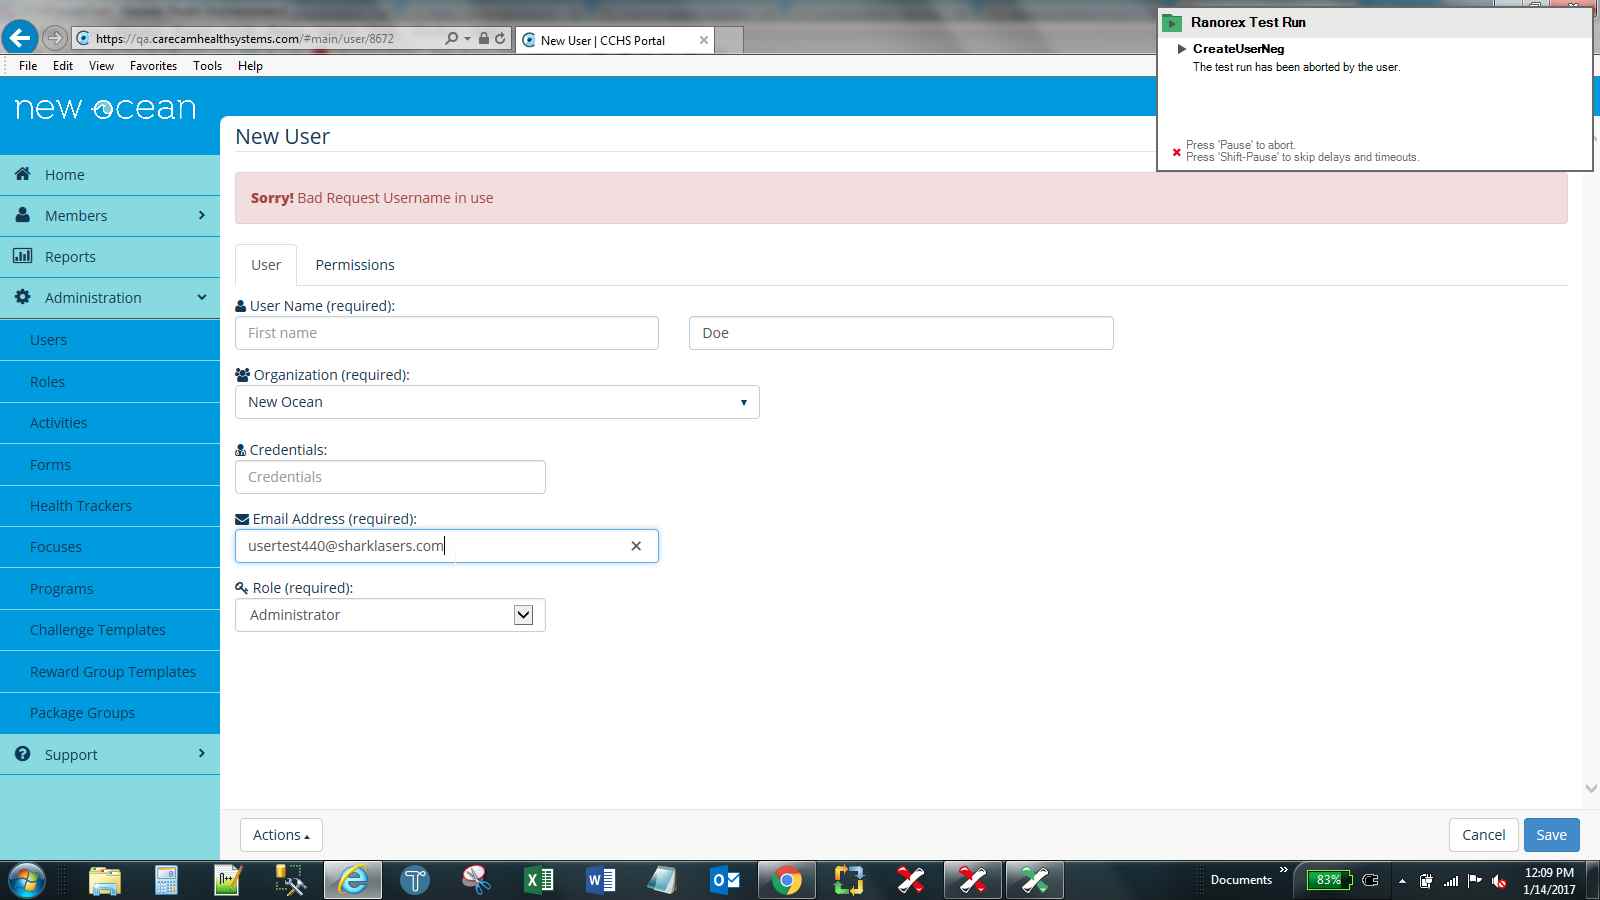 https://qa.carecamhealthsystems.com/#main/user/8672
New User | CCHS Portal
File Edit View Favorites Tools Help
Ranorex Test Run
CreateUserNeg
The test run has been aborted by the user.
Press 'Pause' to abort.
Press 'Shift-Pause' to skip delays and timeouts.
new ocean
Home
Members
Reports
Administration
Users
Roles
Activities
Forms
Health Trackers
Focuses
Programs
Challenge Templates
Reward Group Templates
Package Groups
Support
New User
Sorry! Bad Request Username in use
User Permissions
User Name (required):
First name Doe
Organization (required):
New Ocean
Credentials:
Credentials
Email Address (required):
usertest440@sharklasers.com
Role (required):
Administrator
Actions Cancel Save
Documents
83%
12:09 PM
1/14/2017